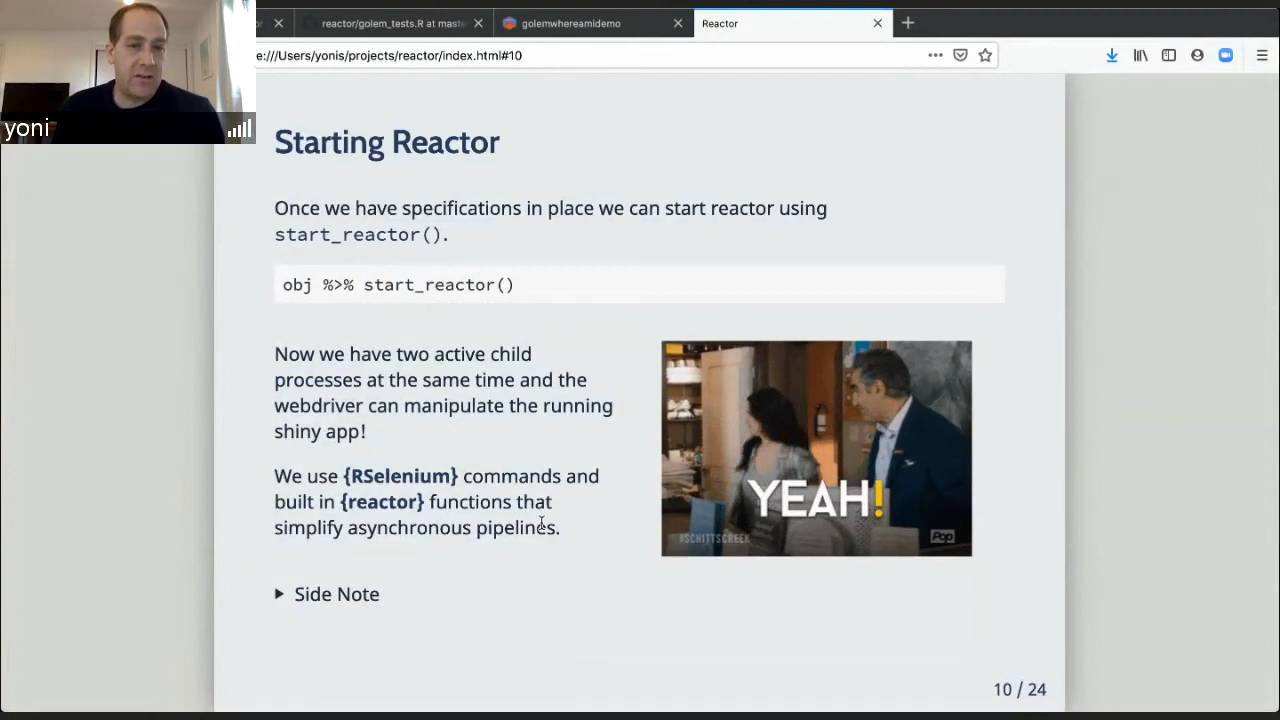 or
reactor/golem_tests.R at maste
golemwhereamidemo
Reactor
e:///Users/yonis/projects/reactor/index.html#10
yoni
Starting Reactor
Once we have specifications in place we can start reactor using
start_reactor().
obj %>% start_reactor()
Now we have two active child
processes at the same time and the
webdriver can manipulate the running
shiny app!
We use {RSelenium} commands and
built in {reactor} functions that
simplify asynchronous pipelines.
YEAH!
#SCHITTSCREEK
Pop
Side Note
10 / 24